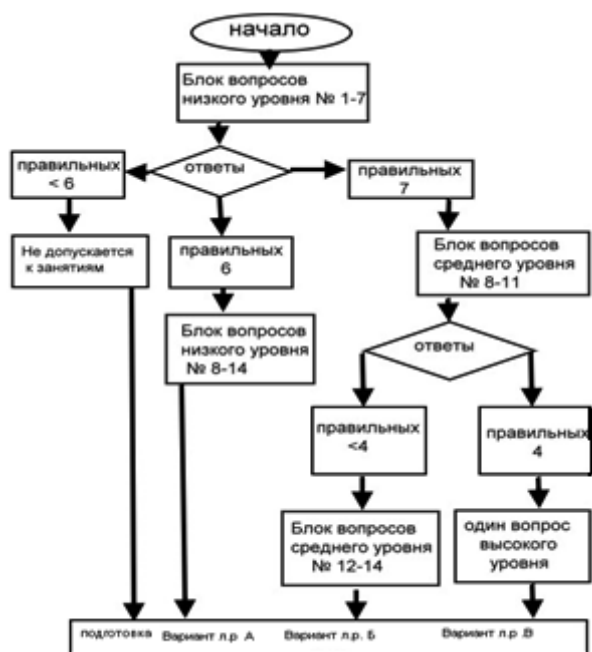 начало
Блок вопросов
низкого уровня № 1-7
ответы
правильных
< 6
правильных
7
Не допускается
к занятиям
правильных
6
Блок вопросов
среднего уровня
№ 8-11
Блок вопросов
низкого уровня
№ 8-14
ответы
правильных
<4
правильных
4
Блок вопросов
среднего уровня
№ 12-14
один вопрос
высокого
уровня
подготовка Вариант л.р А Вариант л.р. Б Вариант л.р .В